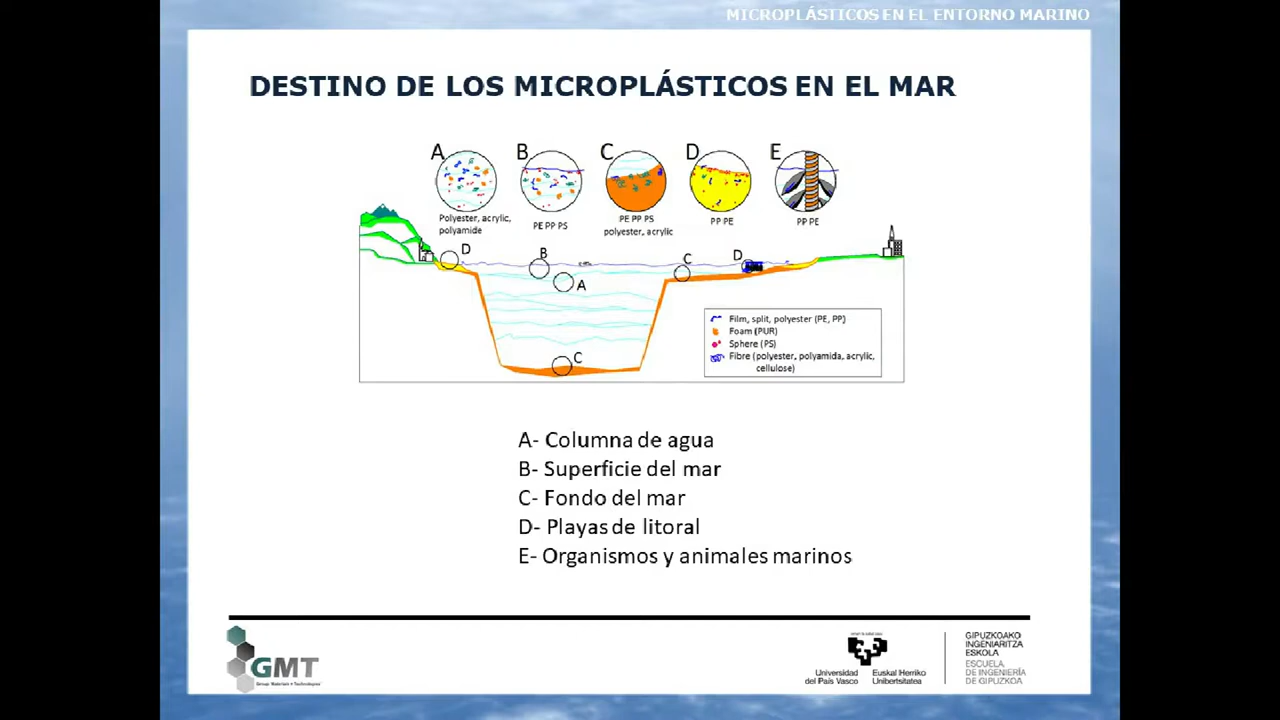 MICROPLÁSTICOS EN EL ENTORNO MARINO
DESTINO DE LOS MICROPLÁSTICOS EN EL MAR
A B C D E
Polyester, acrylic,
polyamide
PE PP PS
PE PP PS
polyester, acrylic
PP PE
PP PE
D B A C C D
Film, split, polyester (PE, PP)
Foam (PUR)
Sphere (PS)
Fibre (polyester, polyamida, acrylic,
cellulose)
A- Columna de agua
B- Superficie del mar
C- Fondo del mar
D- Playas de litoral
E- Organismos y animales marinos
GMT
Group Materials + Technologies
Universidad
del País Vasco
Euskal Herriko
Unibertsitatea
GIPUZKOAKO
INGENIARITZA
ESKOLA
ESCUELA
DE INGENIERÍA
DE GIPUZKOA